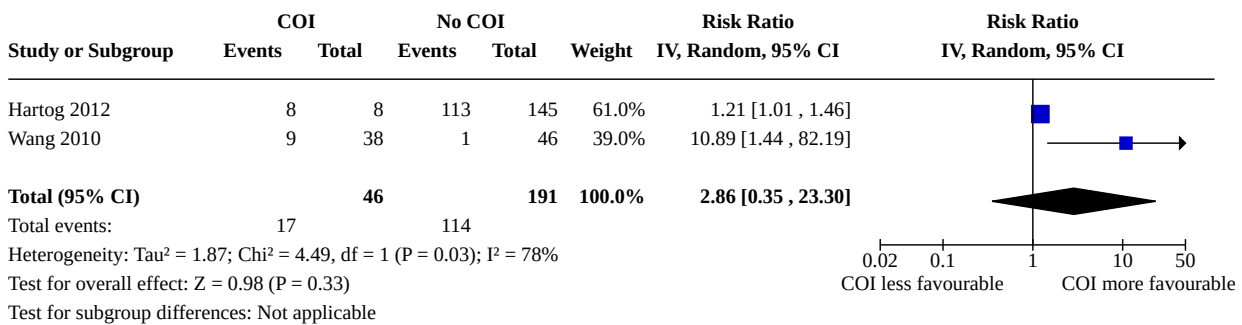 COI No COI Risk Ratio Risk Ratio
Study or Subgroup Events Total Events Total Weight IV, Random, 95% CI IV, Random, 95% CI
Hartog 2012 8 8 113 145 61.0% 1.21 [1.01 , 1.46]
Wang 2010 9 38 1 46 39.0% 10.89 [1.44 , 82.19]
Total (95% CI) 46 191 100.0% 2.86 [0.35 , 23.30]
Total events: 17 114
Heterogeneity: Tau² = 1.87; Chi² = 4.49, df = 1 (P = 0.03); I² = 78%
0.02 0.1 1 10 50
Test for overall effect: Z = 0.98 (P = 0.33)
COI less favourable COI more favourable
Test for subgroup differences: Not applicable